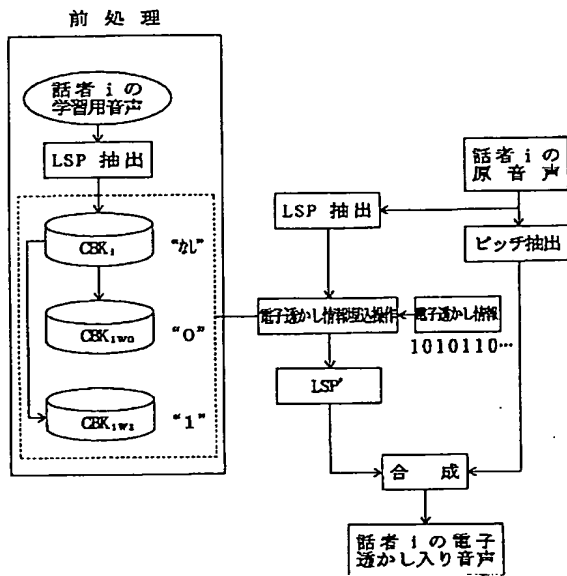 前処理
話者iの
学習用音声
LSP 抽出
CBKi
“なし”
CBKiw0
“0”
CBKiw1
“1”
話者iの
原音声
LSP 抽出
ピッチ抽出
電子透かし情報埋込操作
電子透かし情報
1010110…
LSP'
合成
話者iの電子
透かし入り音声